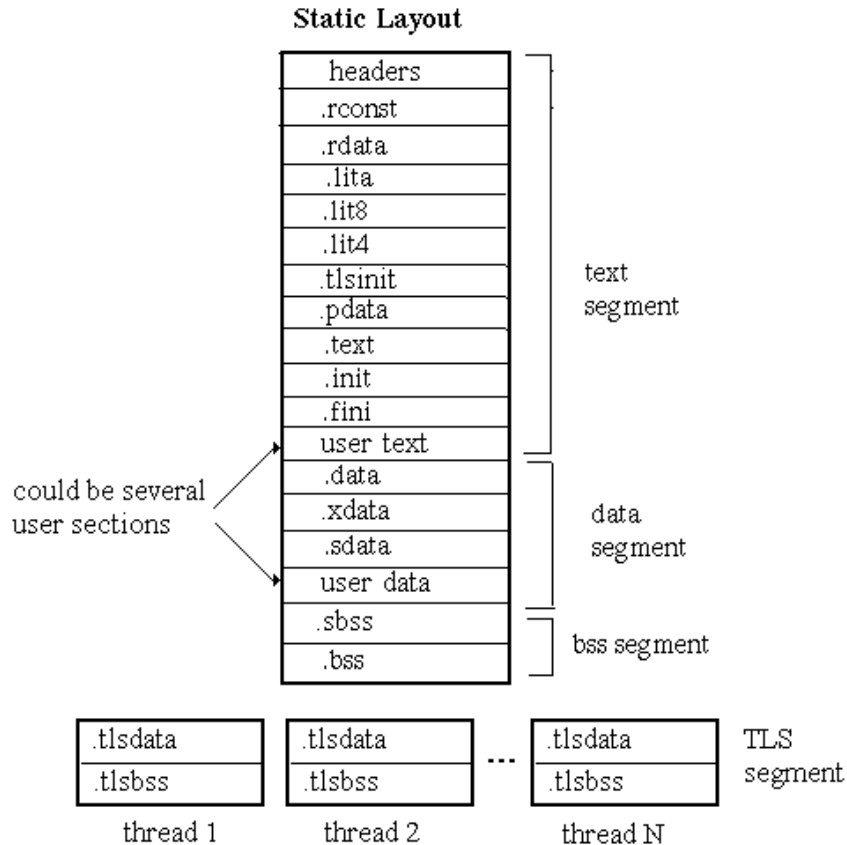 Static Layout
headers
.rconst
.rdata
.lita
.lit8
.lit4
.tlsinit
.pdata
.text
.init
.fini
user text
.data
.xdata
.sdata
user data
.sbss
.bss
text
segment
data
segment
bss segment
could be several
user sections
.tlsdata
.tlsbss
thread 1
.tlsdata
.tlsbss
thread 2
...
.tlsdata
.tlsbss
thread N
TLS
segment